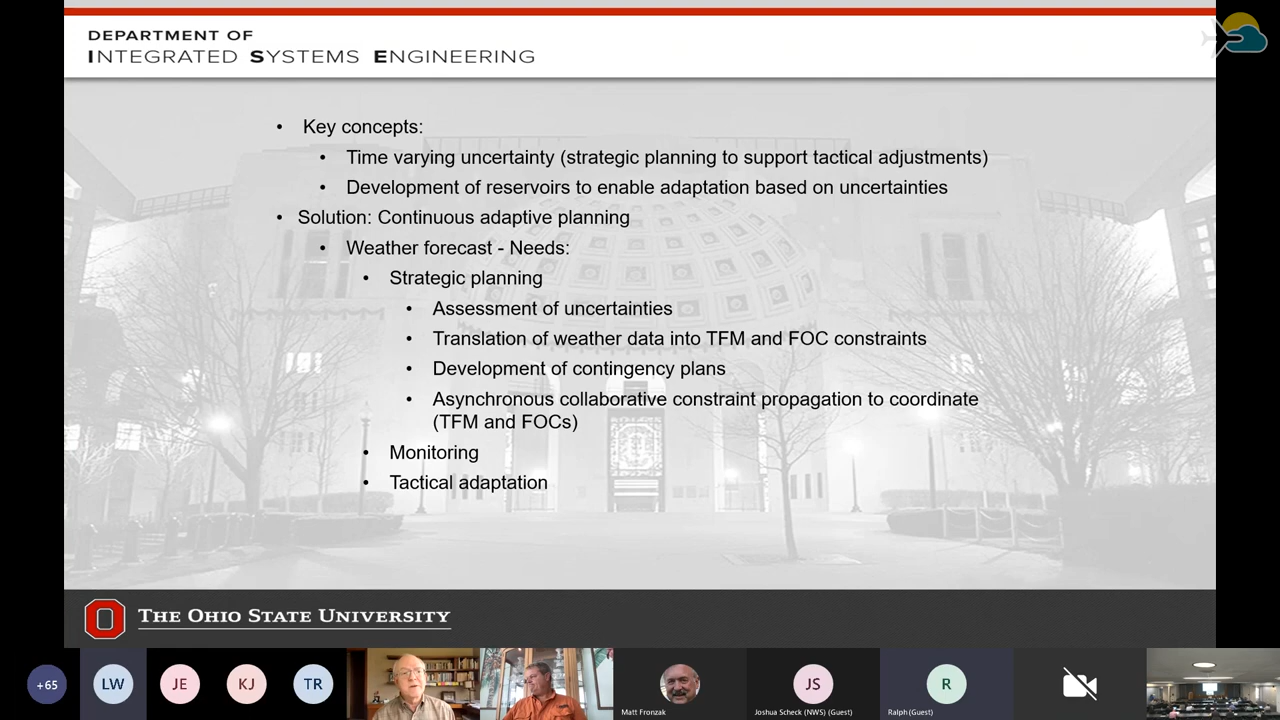 DEPARTMENT OF
INTEGRATED SYSTEMS ENGINEERING
• Key concepts:
• Time varying uncertainty (strategic planning to support tactical adjustments)
• Development of reservoirs to enable adaptation based on uncertainties
• Solution: Continuous adaptive planning
• Weather forecast - Needs:
• Strategic planning
• Assessment of uncertainties
• Translation of weather data into TFM and FOC constraints
• Development of contingency plans
• Asynchronous collaborative constraint propagation to coordinate
(TFM and FOCs)
• Monitoring
• Tactical adaptation
THE OHIO STATE UNIVERSITY
+65
LW
JE
KJ
TR
Matt Fronzak
JS
Joshua Scheck (NWS) (Guest)
R
Ralph (Guest)